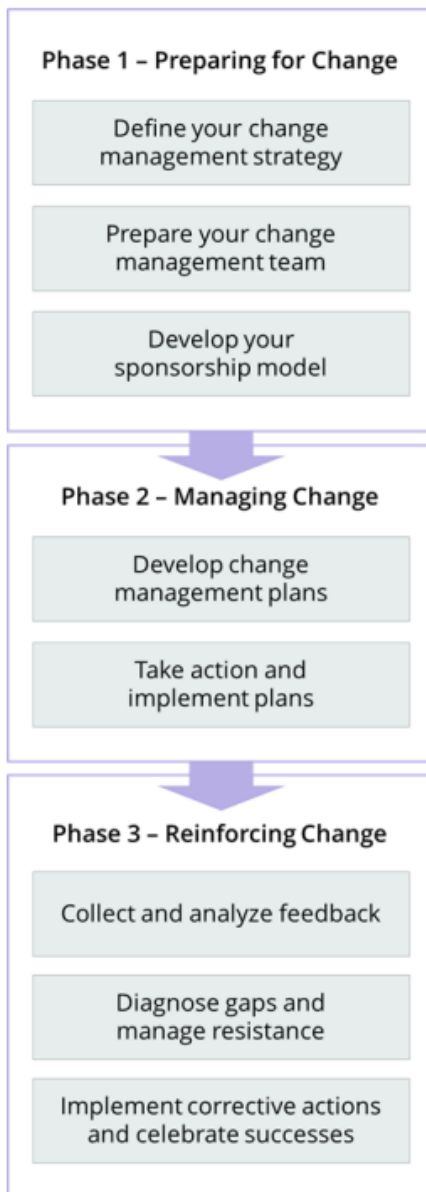 Phase 1 – Preparing for Change
Define your change
management strategy
Prepare your change
management team
Develop your
sponsorship model
Phase 2 – Managing Change
Develop change
management plans
Take action and
implement plans
Phase 3 – Reinforcing Change
Collect and analyze feedback
Diagnose gaps and
manage resistance
Implement corrective actions
and celebrate successes